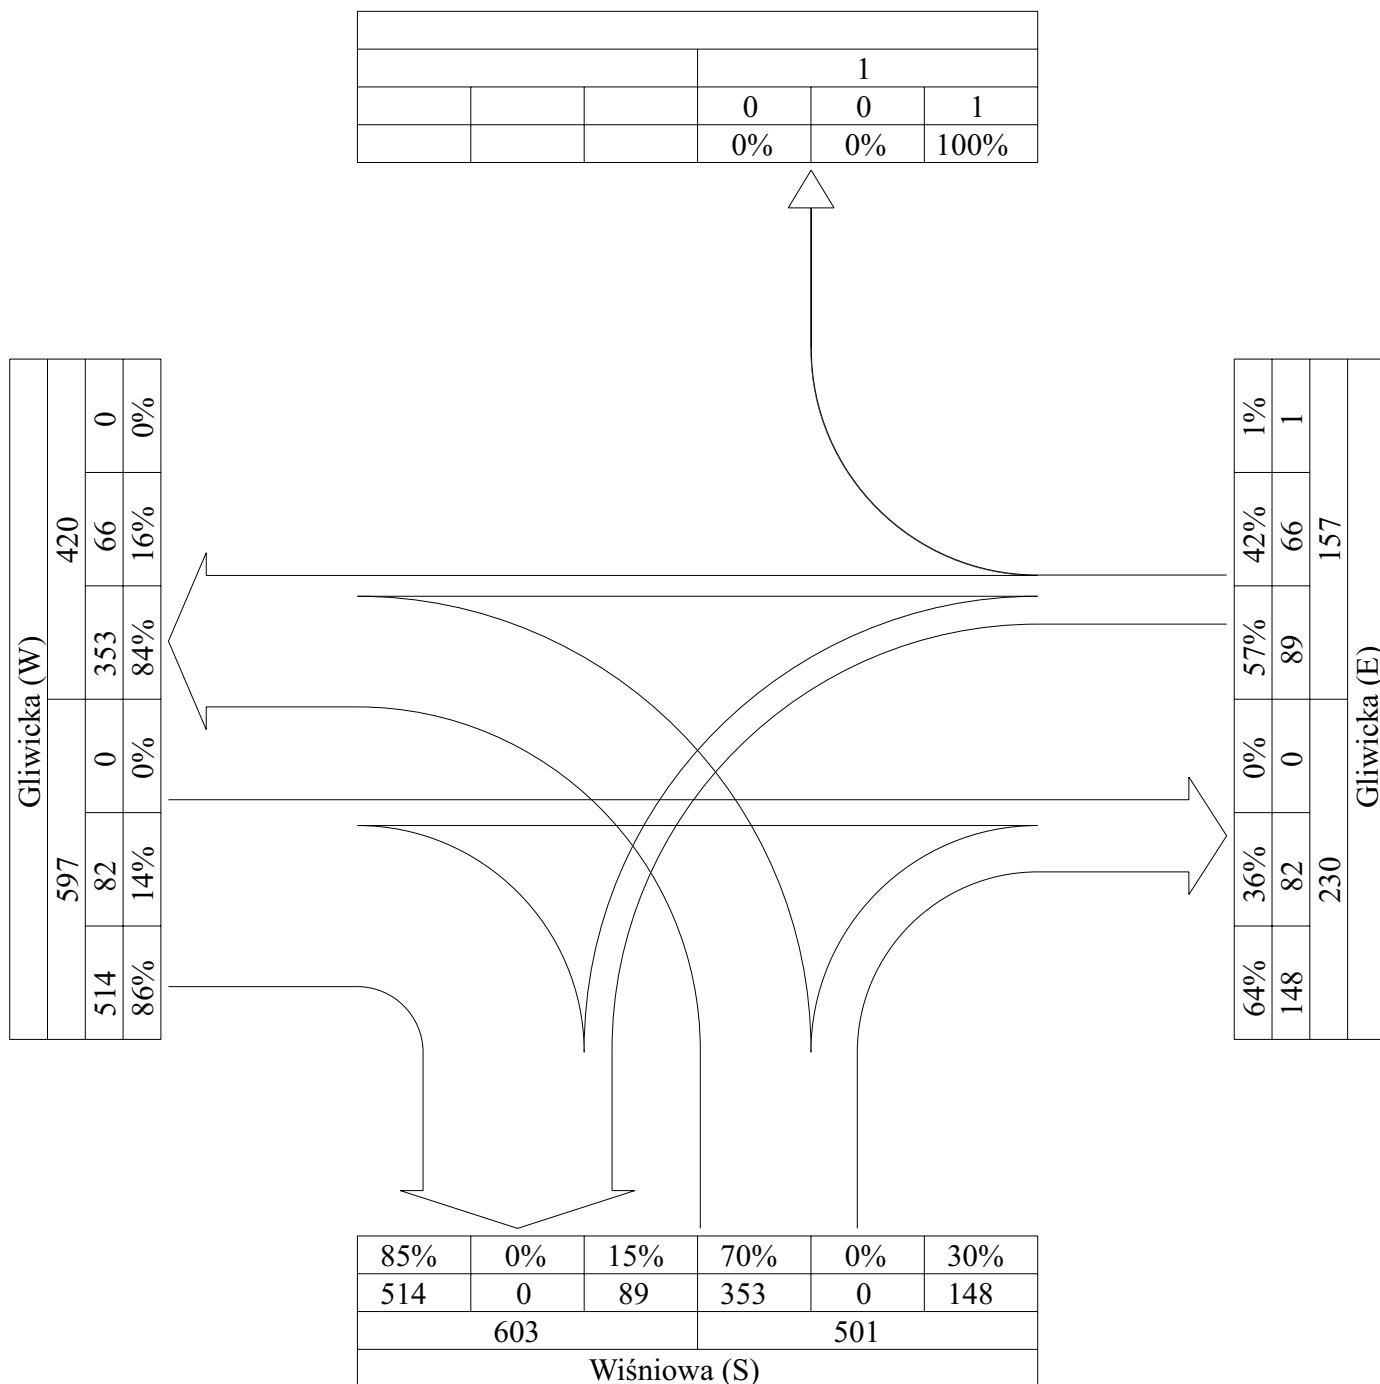 1
0 0 1
0% 0% 100%
Gliwicka (W)
420
597
0 66 353 0 82 514
0% 16% 84% 0% 14% 86%
1% 42% 57% 0% 36% 64%
1 66 89 0 82 148
157
230
Gliwicka (E)
85% 0% 15% 70% 0% 30%
514 0 89 353 0 148
603 501
Wiśniowa (S)